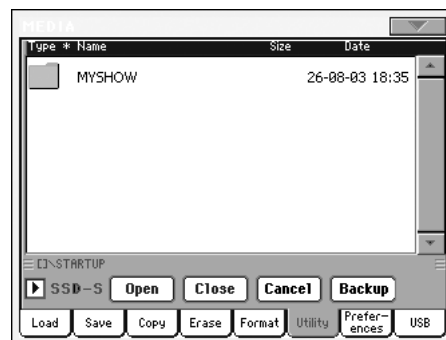 MEDIA
Type * Name Size Date
MYSHOW 26-08-03 18:35
[]\STARTUP
SSD-S Open Close Cancel Backup
Load Save Copy Erase Format Utility Prefer-ences USB